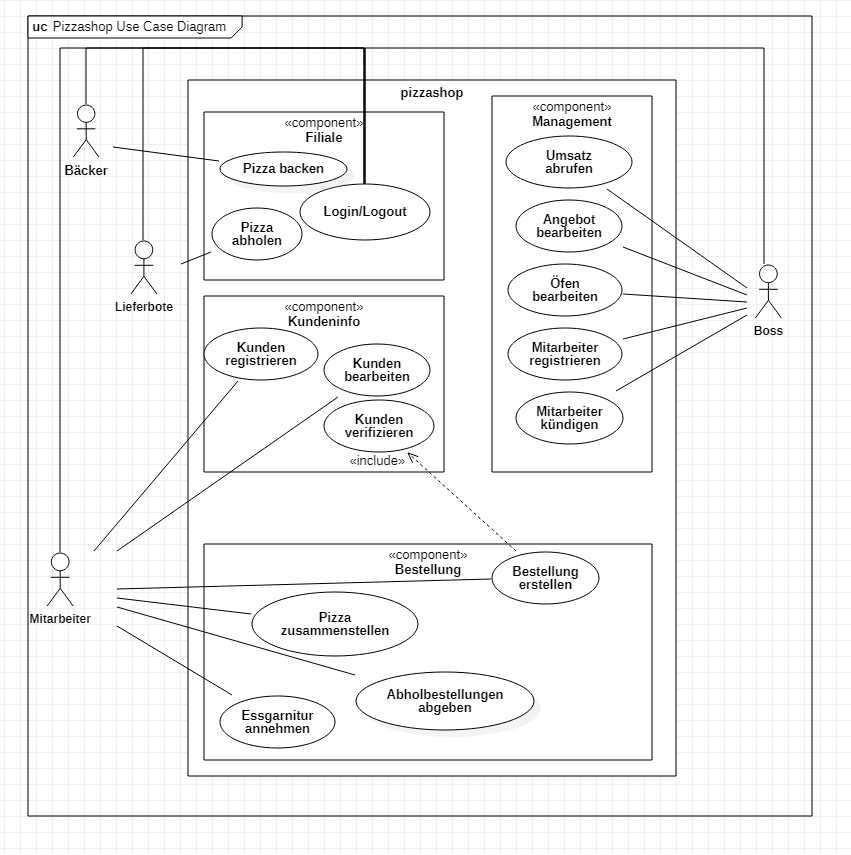 uc Pizzashop Use Case Diagram
pizzashop
«component»
Filiale
Pizza backen
Login/Logout
Pizza
abholen
«component»
Management
Umsatz
abrufen
Angebot
bearbeiten
Öfen
bearbeiten
Mitarbeiter
registrieren
Mitarbeiter
kündigen
Bäcker
Lieferbote
Boss
«component»
Kundeninfo
Kunden
registrieren
Kunden
bearbeiten
Kunden
verifizieren
«include»
Mitarbeiter
«component»
Bestellung
Bestellung
erstellen
Pizza
zusammenstellen
Abholbestellungen
abgeben
Essgarnitur
annehmen